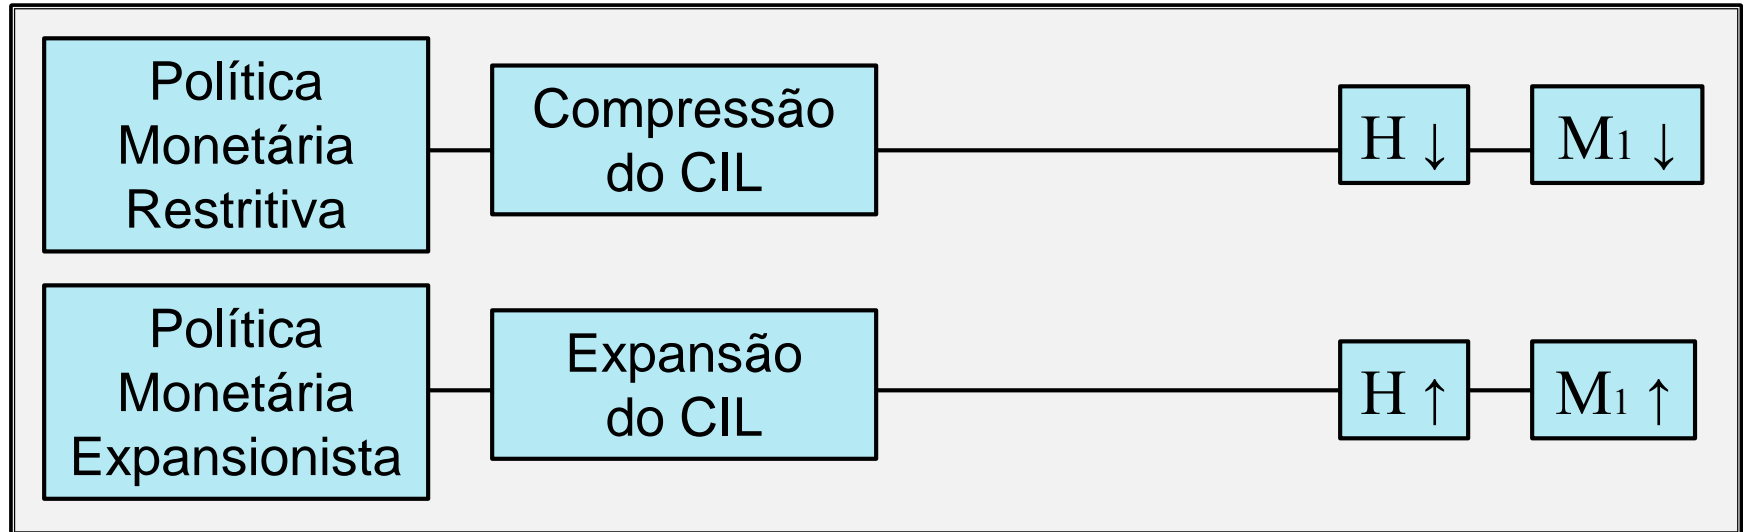 Política
Monetária
Restritiva
Compressão
do CIL
H ↓
M1 ↓
Política
Monetária
Expansionista
Expansão
do CIL
H ↑
M1 ↑